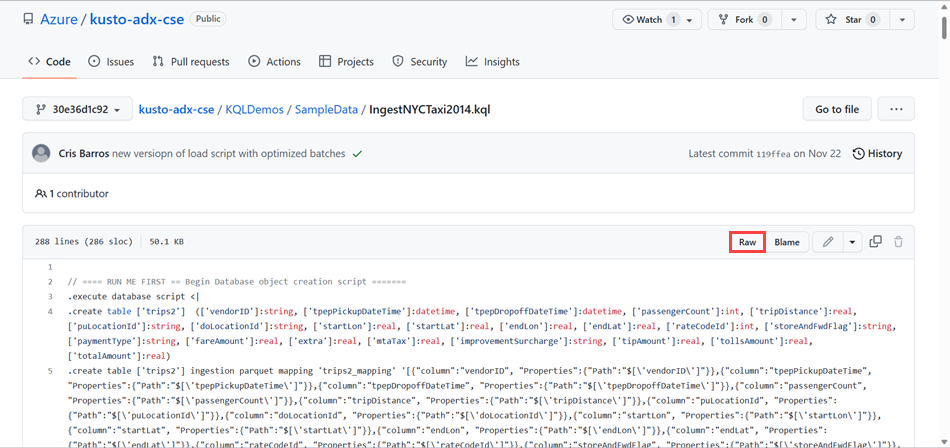 Azure / kusto-adx-cse Public
Watch 1 Fork 0 Star 0
Code Issues Pull requests Actions Projects Security Insights
30e36d1c92 kusto-adx-cse / KQLDemos / SampleData / IngestNYCTaxi2014.kql Go to file ...
Cris Barros new versiopn of load script with optimized batches Latest commit 119ffea on Nov 22 History
1 contributor
288 lines (286 sloc) 50.1 KB Raw Blame
1
2 // ==== RUN ME FIRST == Begin Database object creation script =======
3 .execute database script <|
4 .create table ['trips2'] (['vendorID']:string, ['tpepPickupDateTime']:datetime, ['tpepDropoffDateTime']:datetime, ['passengerCount']:int, ['tripDistance']:real,
['puLocationId']:string, ['doLocationId']:string, ['startLon']:real, ['startLat']:real, ['endLon']:real, ['endLat']:real, ['rateCodeId']:int, ['storeAndFwdFlag']:string,
['paymentType']:string, ['fareAmount']:real, ['extra']:real, ['mtaTax']:real, ['improvementSurcharge']:string, ['tipAmount']:real, ['tollsAmount']:real,
['totalAmount']:real)
5 .create table ['trips2'] ingestion parquet mapping 'trips2_mapping' '[{"column":"vendorID", "Properties":{"Path":"$[\'vendorID\']"}},{"column":"tpepPickupDateTime",
"Properties":{"Path":"$[\'tpepPickupDateTime\']"}},{"column":"tpepDropoffDateTime", "Properties":{"Path":"$[\'tpepDropoffDateTime\']"}},{"column":"passengerCount",
"Properties":{"Path":"$[\'passengerCount\']"}},{"column":"tripDistance", "Properties":{"Path":"$[\'tripDistance\']"}},{"column":"puLocationId", "Properties":
{"Path":"$[\'puLocationId\']"}},{"column":"doLocationId", "Properties":{"Path":"$[\'doLocationId\']"}},{"column":"startLon", "Properties":{"Path":"$[\'startLon\']"}},
{"column":"startLat", "Properties":{"Path":"$[\'startLat\']"}},{"column":"endLon", "Properties":{"Path":"$[\'endLon\']"}},{"column":"endLat", "Properties":
{"Path":"$[\'endLat\']"}},{"column":"rateCodeId", "Properties":{"Path":"$[\'rateCodeId\']"}},{"column":"storeAndFwdFlag", "Properties":{"Path":